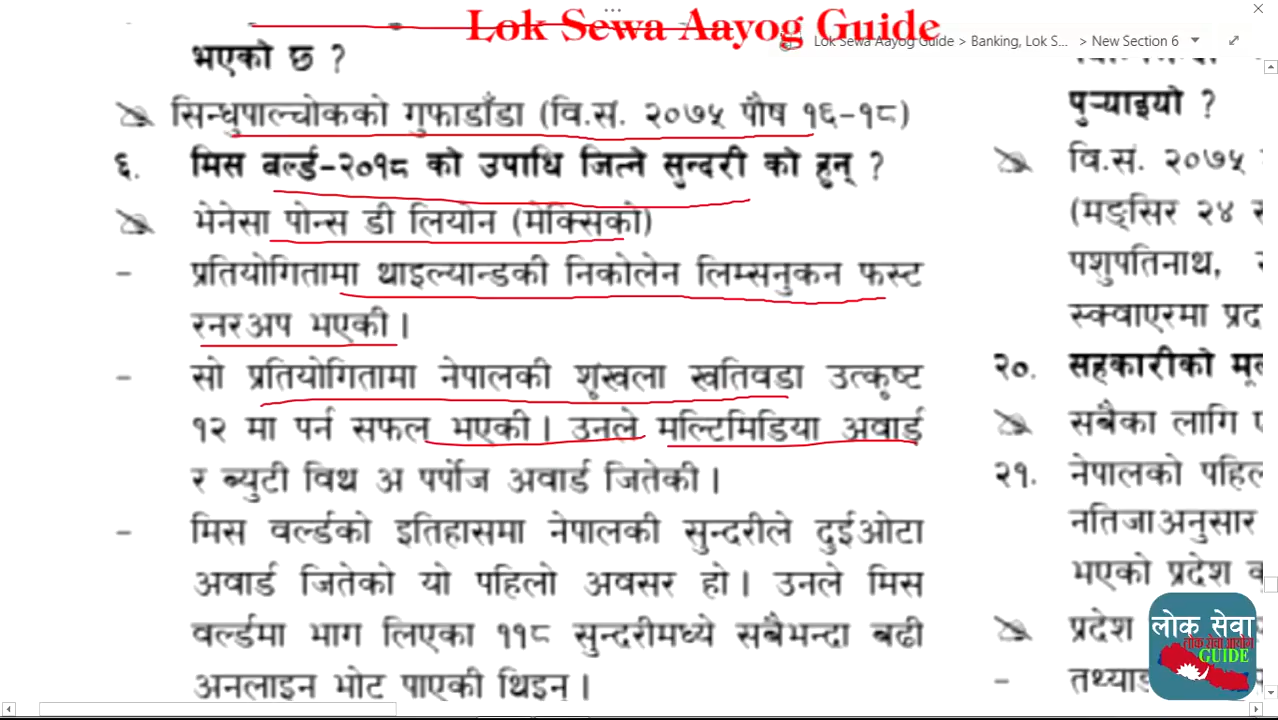 Lok Sewa Aayog Guide
Lok Sewa Aayog Guide > Banking, Lok S... > New Section 6
भएको छ ?
सिन्धुपाल्चोकको गुफाडाँडा (वि.सं. २०७५ पौष १६-१८)
६. मिस वर्ल्ड-२०१८ को उपाधि जित्ने सुन्दरी को हुन् ?
भेनेसा पोन्स डी लियोन (मेक्सिको)
- प्रतियोगितामा थाइल्यान्डकी निकोलेन लिम्सनुकन फस्ट
रनरअप भएकी ।
- सो प्रतियोगितामा नेपालकी शृंखला खतिवडा उत्कृष्ट
१२ मा पर्न सफल भएकी । उनले मल्टिमिडिया अवार्ड
र ब्युटी विथ अ पर्पोज अवार्ड जितेकी ।
- मिस वर्ल्डको इतिहासमा नेपालकी सुन्दरीले दुईओटा
अवार्ड जितेको यो पहिलो अवसर हो । उनले मिस
वर्ल्डमा भाग लिएका ११८ सुन्दरीमध्ये सबैभन्दा बढी
अनलाइन भोट पाएकी थिइन् ।
पुऱ्याइयो ?
वि.सं. २०७५
(मङ्सिर २४
पशुपतिनाथ,
स्क्वाएरमा
२०. सहकारीको
सबैका लागि
२१. नेपालको
नतिजाअनुसार
भएको प्रदेश
प्रदेश
-
लोक सेवा
लोक सेवा आयोग
GUIDE